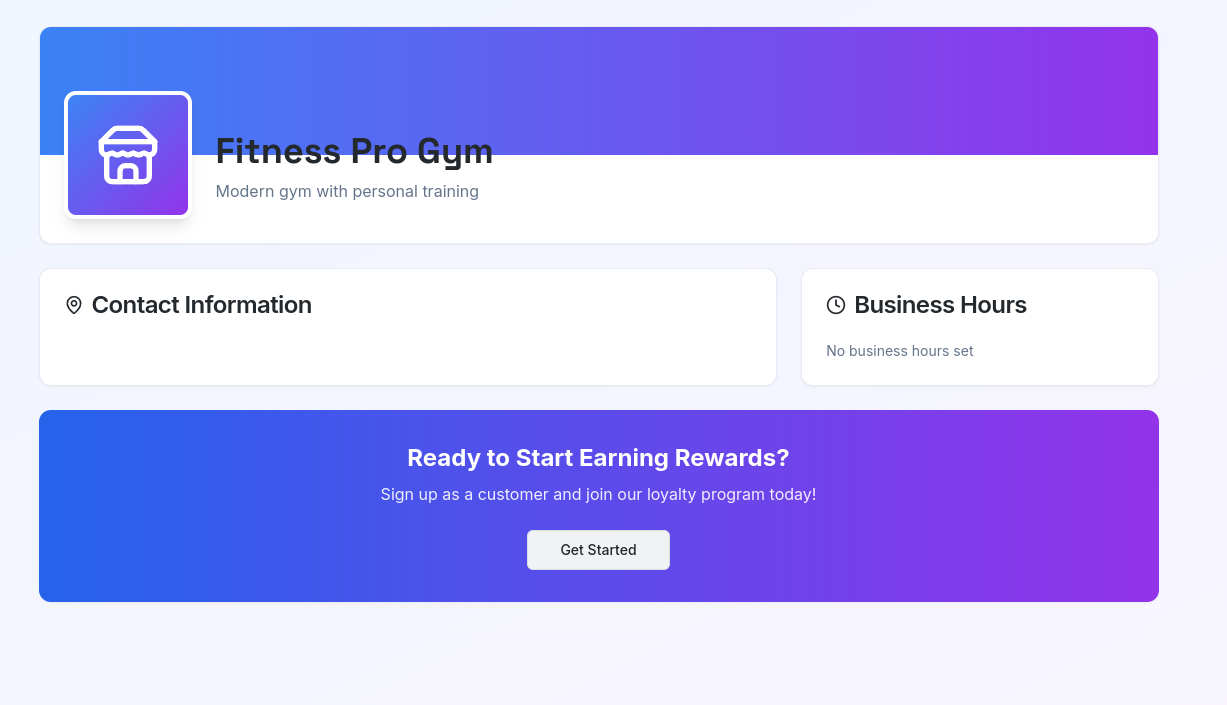 Fitness Pro Gym
Modern gym with personal training
Contact Information
Business Hours
No business hours set
Ready to Start Earning Rewards?
Sign up as a customer and join our loyalty program today!
Get Started